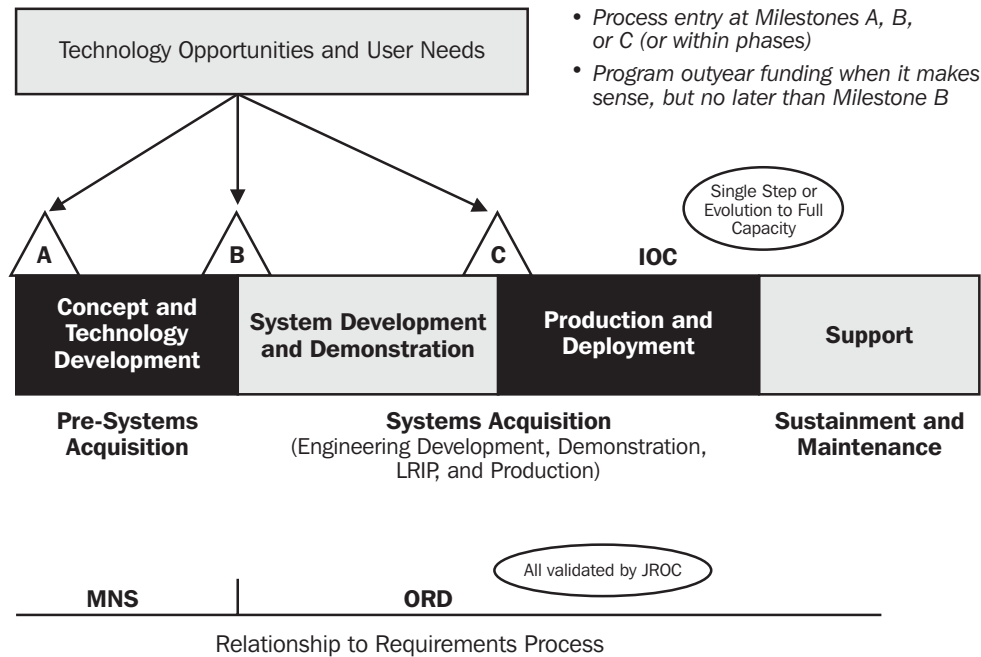 Technology Opportunities and User Needs
• Process entry at Milestones A, B,
or C (or within phases)
• Program outyear funding when it makes
sense, but no later than Milestone B
Single Step or
Evolution to Full
Capacity
A
B
C
IOC
Concept and
Technology
Development
System Development
and Demonstration
Production and
Deployment
Support
Pre-Systems
Acquisition
Systems Acquisition
(Engineering Development, Demonstration,
LRIP, and Production)
Sustainment and
Maintenance
All validated by JROC
MNS
ORD
Relationship to Requirements Process